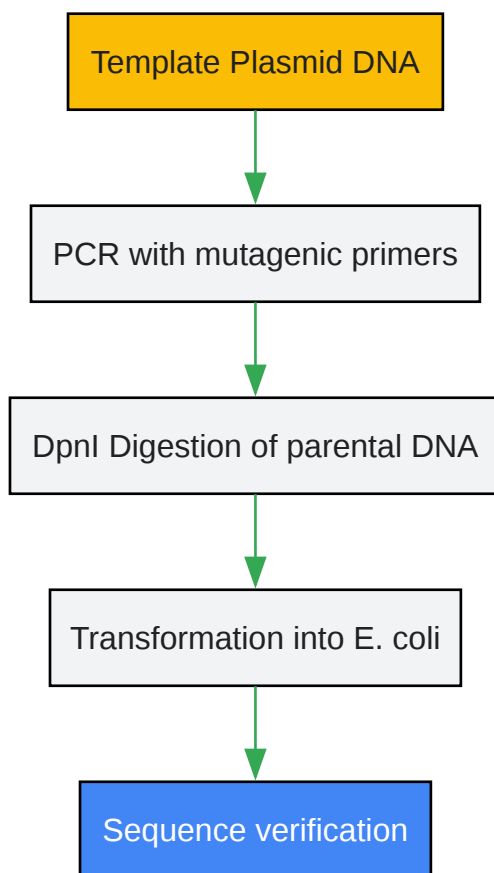 Template Plasmid DNA
PCR with mutagenic primers
DpnI Digestion of parental DNA
Transformation into E. coli
Sequence verification